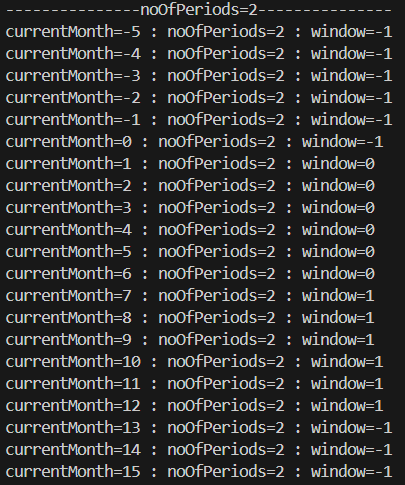 ---------------noOfPeriods=2---------------
currentMonth=-5 : noOfPeriods=2 : window=-1
currentMonth=-4 : noOfPeriods=2 : window=-1
currentMonth=-3 : noOfPeriods=2 : window=-1
currentMonth=-2 : noOfPeriods=2 : window=-1
currentMonth=-1 : noOfPeriods=2 : window=-1
currentMonth=0 : noOfPeriods=2 : window=-1
currentMonth=1 : noOfPeriods=2 : window=0
currentMonth=2 : noOfPeriods=2 : window=0
currentMonth=3 : noOfPeriods=2 : window=0
currentMonth=4 : noOfPeriods=2 : window=0
currentMonth=5 : noOfPeriods=2 : window=0
currentMonth=6 : noOfPeriods=2 : window=0
currentMonth=7 : noOfPeriods=2 : window=1
currentMonth=8 : noOfPeriods=2 : window=1
currentMonth=9 : noOfPeriods=2 : window=1
currentMonth=10 : noOfPeriods=2 : window=1
currentMonth=11 : noOfPeriods=2 : window=1
currentMonth=12 : noOfPeriods=2 : window=1
currentMonth=13 : noOfPeriods=2 : window=-1
currentMonth=14 : noOfPeriods=2 : window=-1
currentMonth=15 : noOfPeriods=2 : window=-1